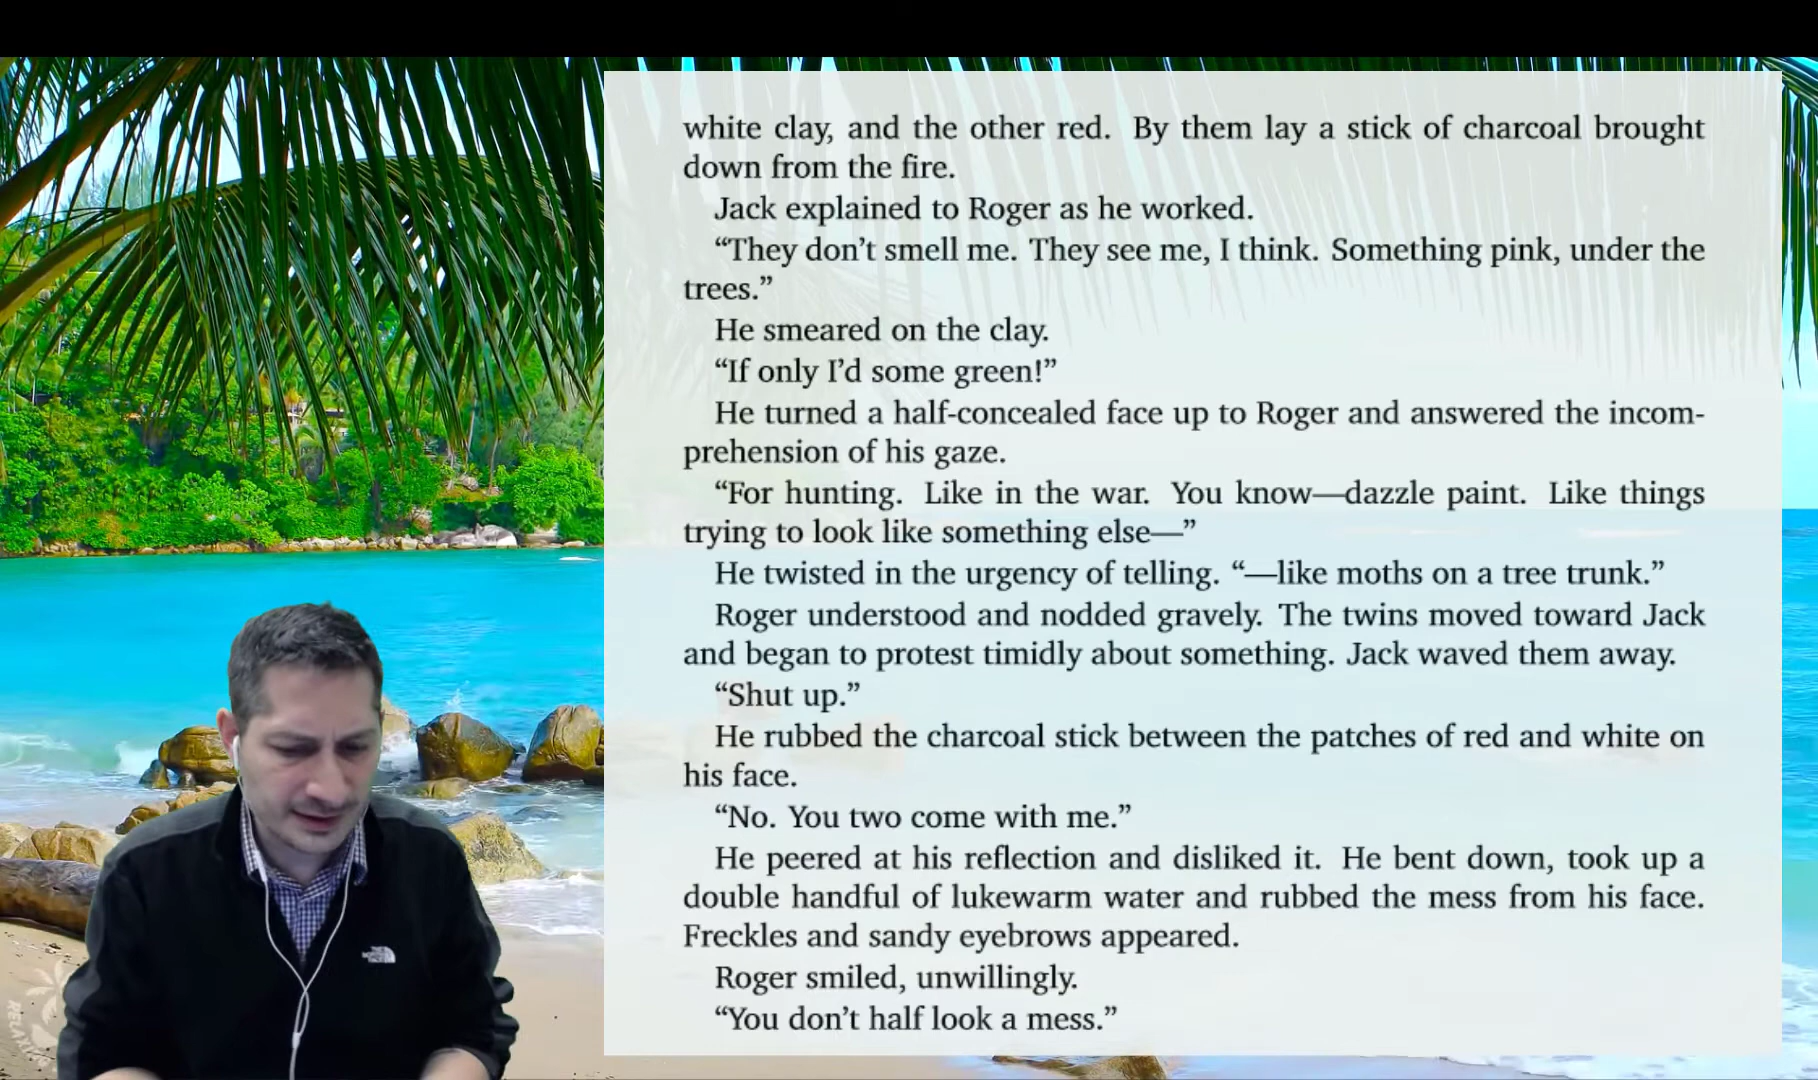 white clay, and the other red. By them lay a stick of charcoal brought
down from the fire.
Jack explained to Roger as he worked.
“They don’t smell me. They see me, I think. Something pink, under the
trees.”
He smeared on the clay.
“If only I’d some green!”
He turned a half-concealed face up to Roger and answered the incom-
prehension of his gaze.
“For hunting. Like in the war. You know—dazzle paint. Like things
trying to look like something else—”
He twisted in the urgency of telling. “—like moths on a tree trunk.”
Roger understood and nodded gravely. The twins moved toward Jack
and began to protest timidly about something. Jack waved them away.
“Shut up.”
He rubbed the charcoal stick between the patches of red and white on
his face.
“No. You two come with me.”
He peered at his reflection and disliked it. He bent down, took up a
double handful of lukewarm water and rubbed the mess from his face.
Freckles and sandy eyebrows appeared.
Roger smiled, unwillingly.
“You don’t half look a mess.”